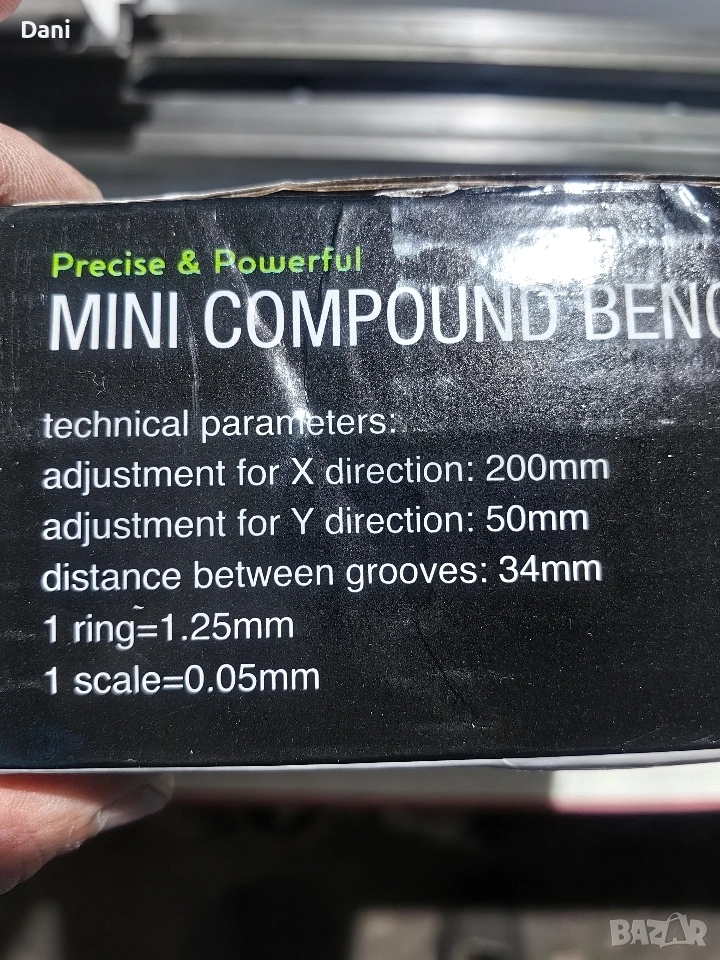 Dani
Precise & Powerful
MINI COMPOUND BENC
technical parameters:
adjustment for X direction: 200mm
adjustment for Y direction: 50mm
distance between grooves: 34mm
1 ring=1.25mm
1 scale=0.05mm
BAZAR